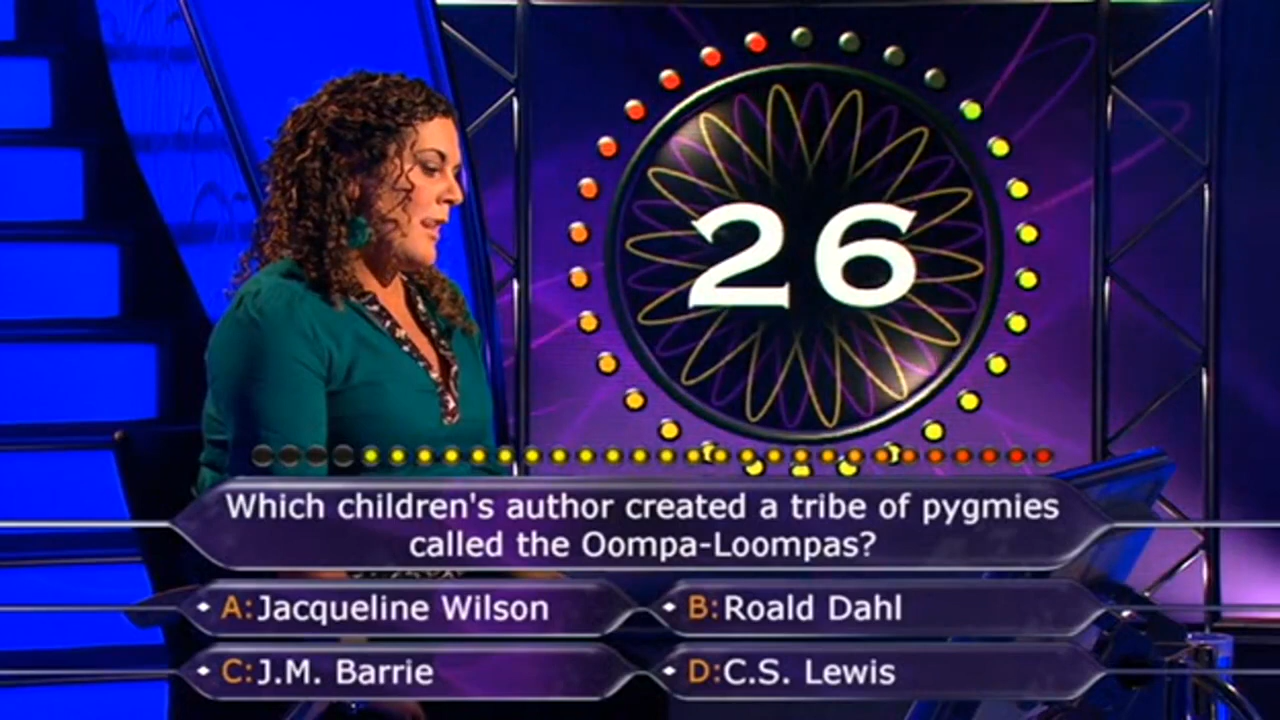 26
Which children's author created a tribe of pygmies
called the Oompa-Loompas?
A: Jacqueline Wilson
B: Roald Dahl
C: J.M. Barrie
D: C.S. Lewis